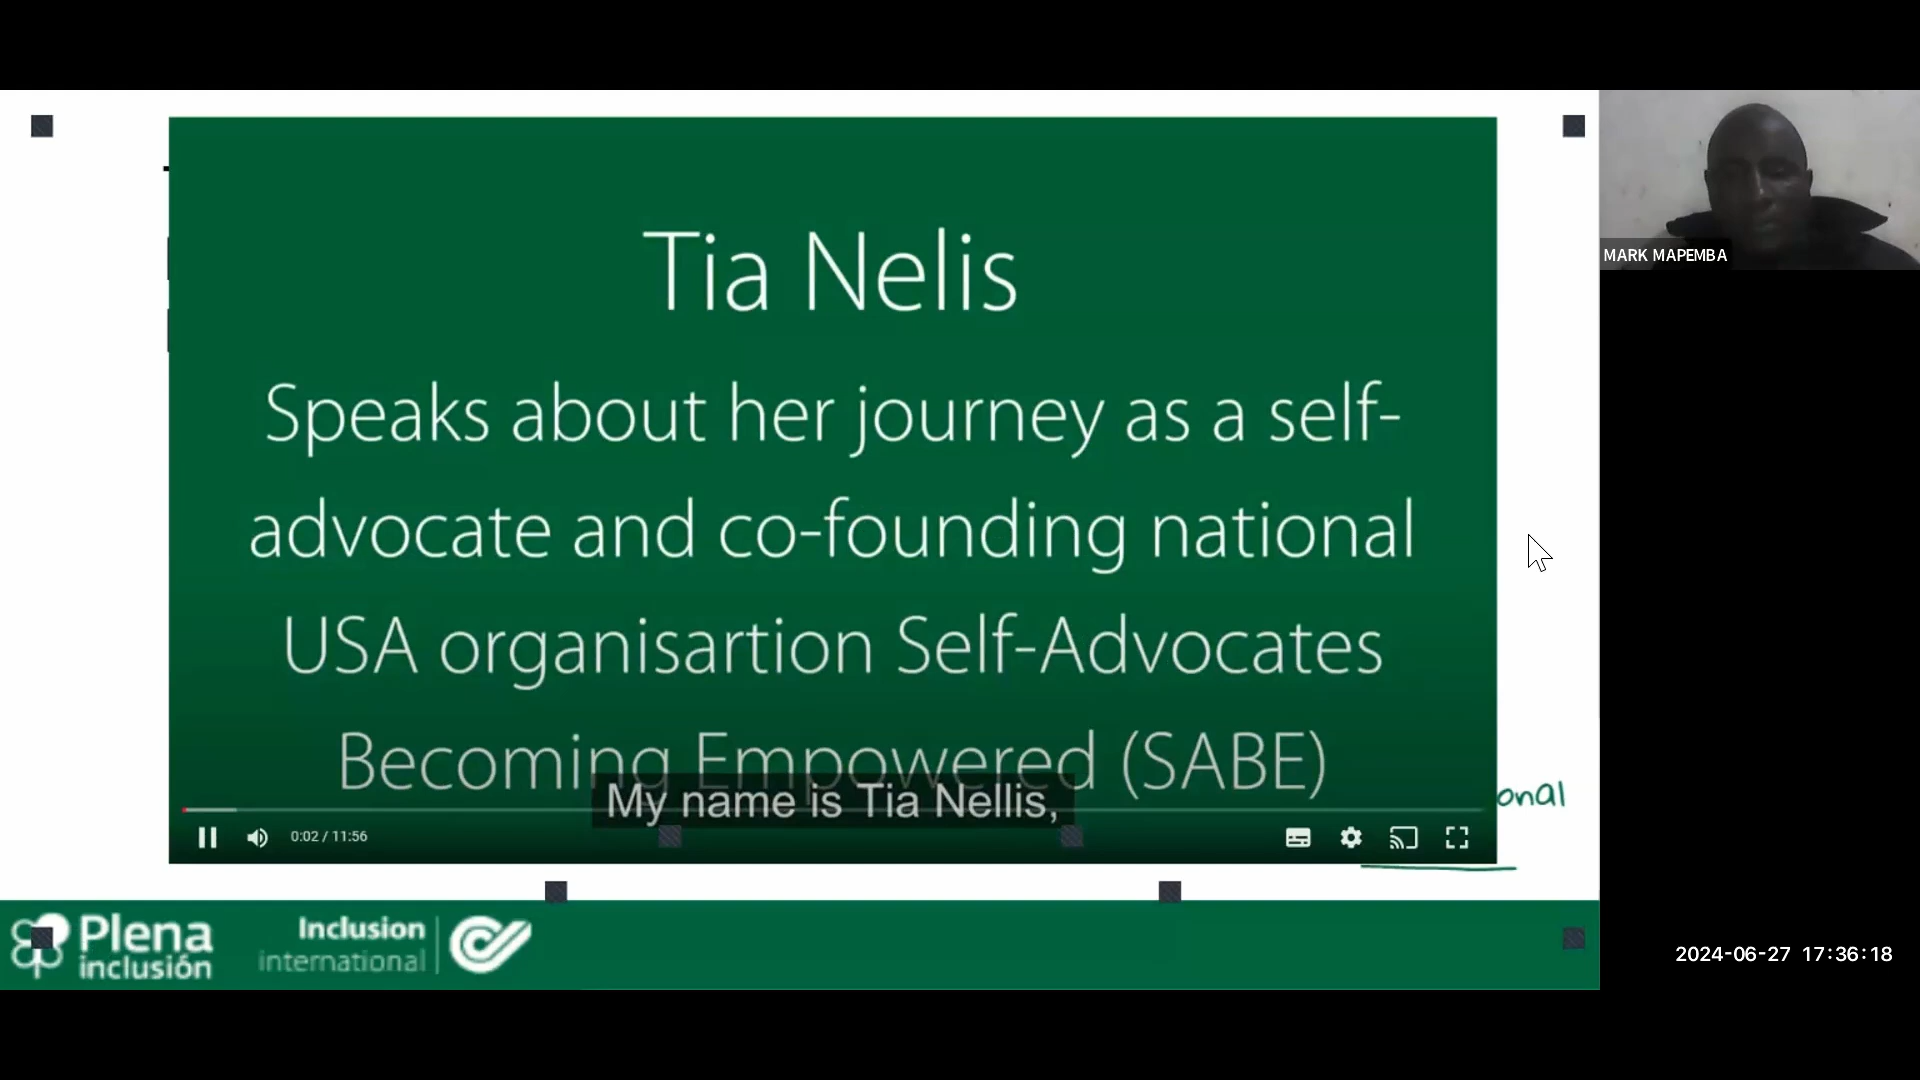 Tia Nelis
Speaks about her journey as a self-
advocate and co-founding national
USA organisartion Self-Advocates
Becoming Empowered (SABE)
My name is Tia Nellis,
0:02 / 11:56
onal
Plena
inclusión
Inclusion
international
MARK MAPEMBA
2024-06-27 17:36:18